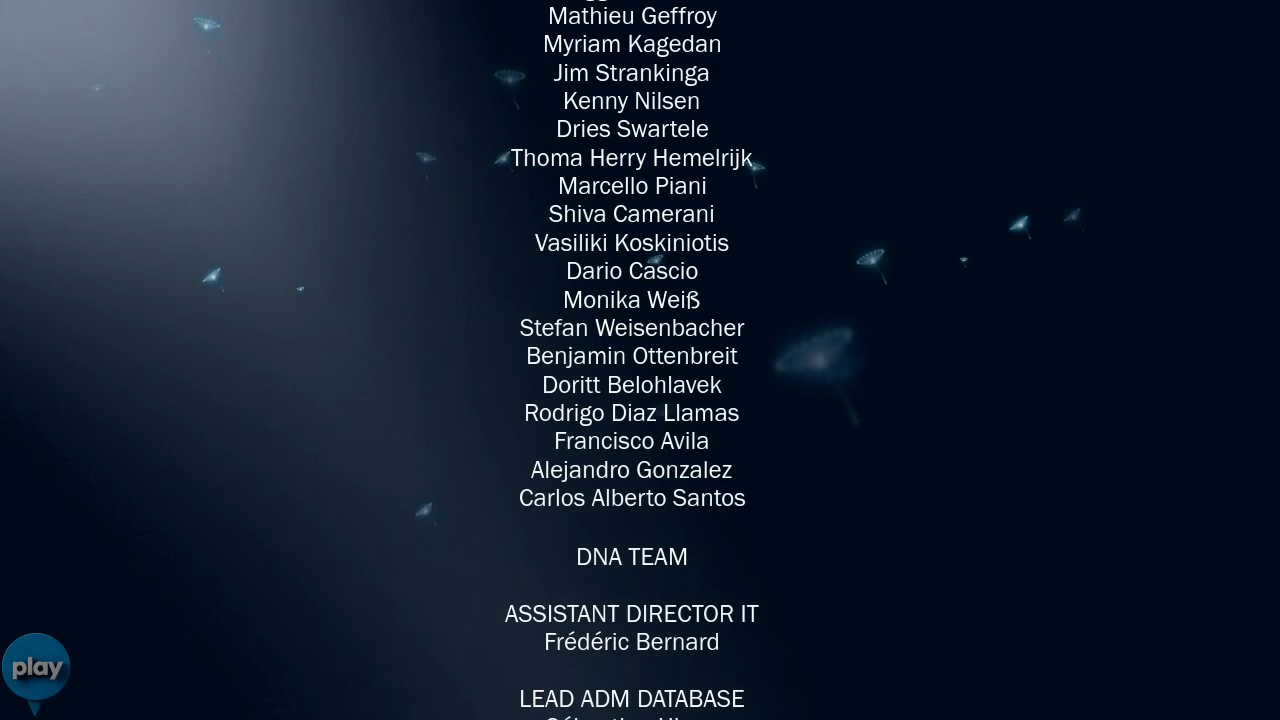 Mathieu Geffroy
Myriam Kagedan
Jim Strankinga
Kenny Nilsen
Dries Swartele
Thoma Herry Hemelrijk
Marcello Piani
Shiva Camerani
Vasiliki Koskiniotis
Dario Cascio
Monika Weiß
Stefan Weisenbacher
Benjamin Ottenbreit
Doritt Belohlavek
Rodrigo Diaz Llamas
Francisco Avila
Alejandro Gonzalez
Carlos Alberto Santos
DNA TEAM
ASSISTANT DIRECTOR IT
Frédéric Bernard
play
LEAD ADM DATABASE